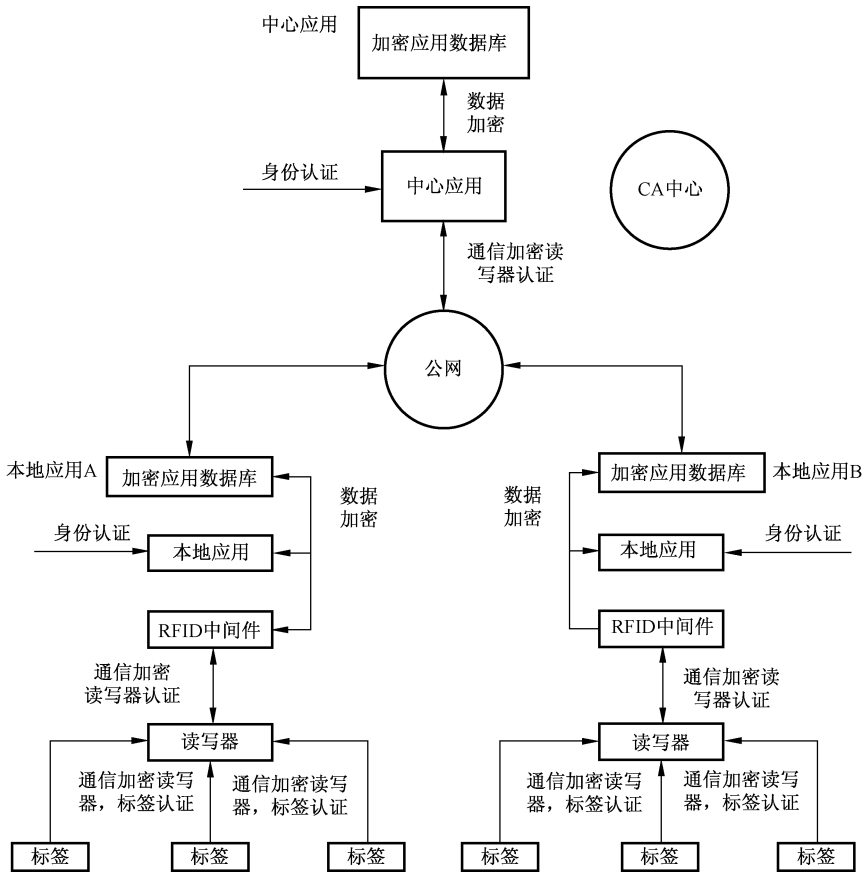 中心应用
加密应用数据库
数据
加密
身份认证
中心应用
CA中心
通信加密读
写器认证
公网
本地应用A
加密应用数据库
数据
加密
身份认证
本地应用
RFID中间件
通信加密
读写器认证
读写器
通信加密读写
器，标签认证
通信加密读写
器，标签认证
标签
标签
标签
加密应用数据库
本地应用B
数据
加密
本地应用
身份认证
RFID中间件
通信加密读
写器认证
读写器
通信加密读写
器，标签认证
通信加密读写
器，标签认证
标签
标签
标签